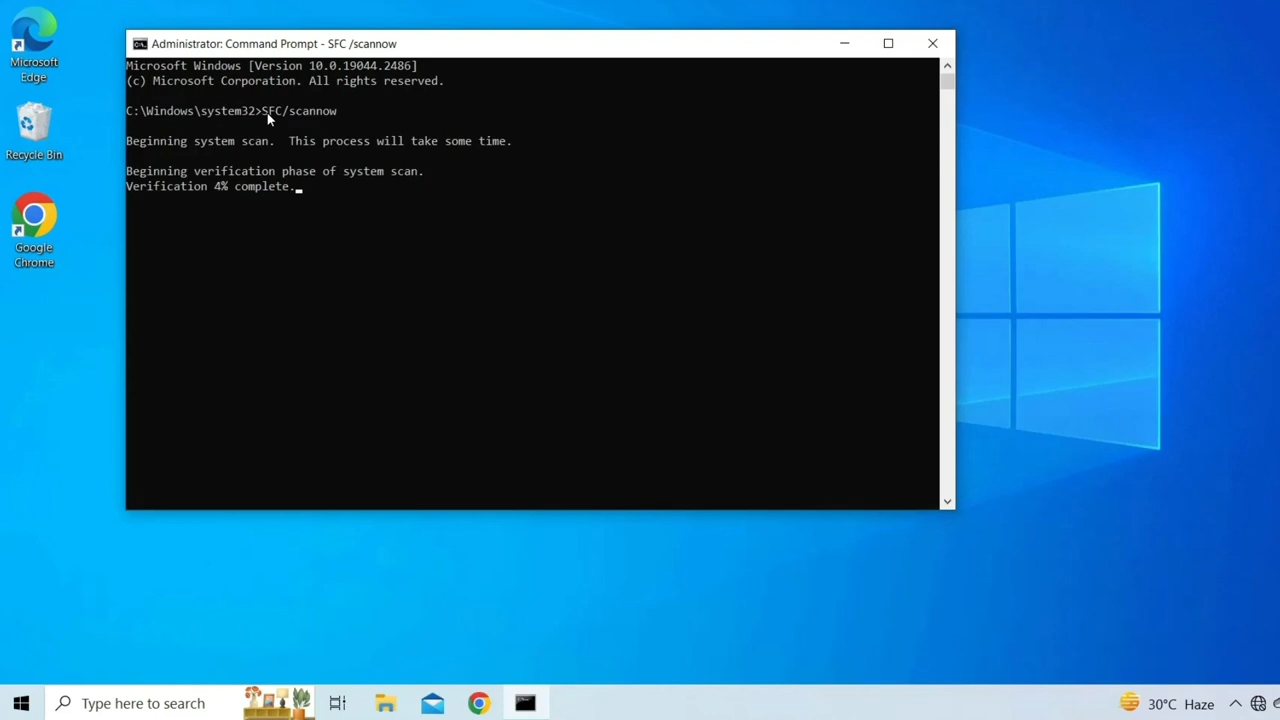 Microsoft
Edge
Recycle Bin
Google
Chrome
Administrator: Command Prompt - SFC /scannow
Microsoft Windows [Version 10.0.19044.2486]
(c) Microsoft Corporation. All rights reserved.
C:\Windows\system32>SFC/scannow
Beginning system scan.  This process will take some time.
Beginning verification phase of system scan.
Verification 4% complete.
Type here to search
30°C Haze